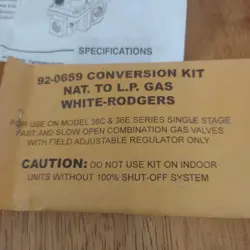 SPECIFICATIONS
92-0659 CONVERSION KIT
NAT. TO L.P. GAS
WHITE-RODGERS
FOR USE ON MODEL 36C & 36E SERIES SINGLE STAGE
FAST AND SLOW OPEN COMBINATION GAS VALVES
WITH FIELD ADJUSTABLE REGULATOR ONLY
CAUTION: DO NOT USE KIT ON INDOOR
UNITS WITHOUT 100% SHUT-OFF SYSTEM